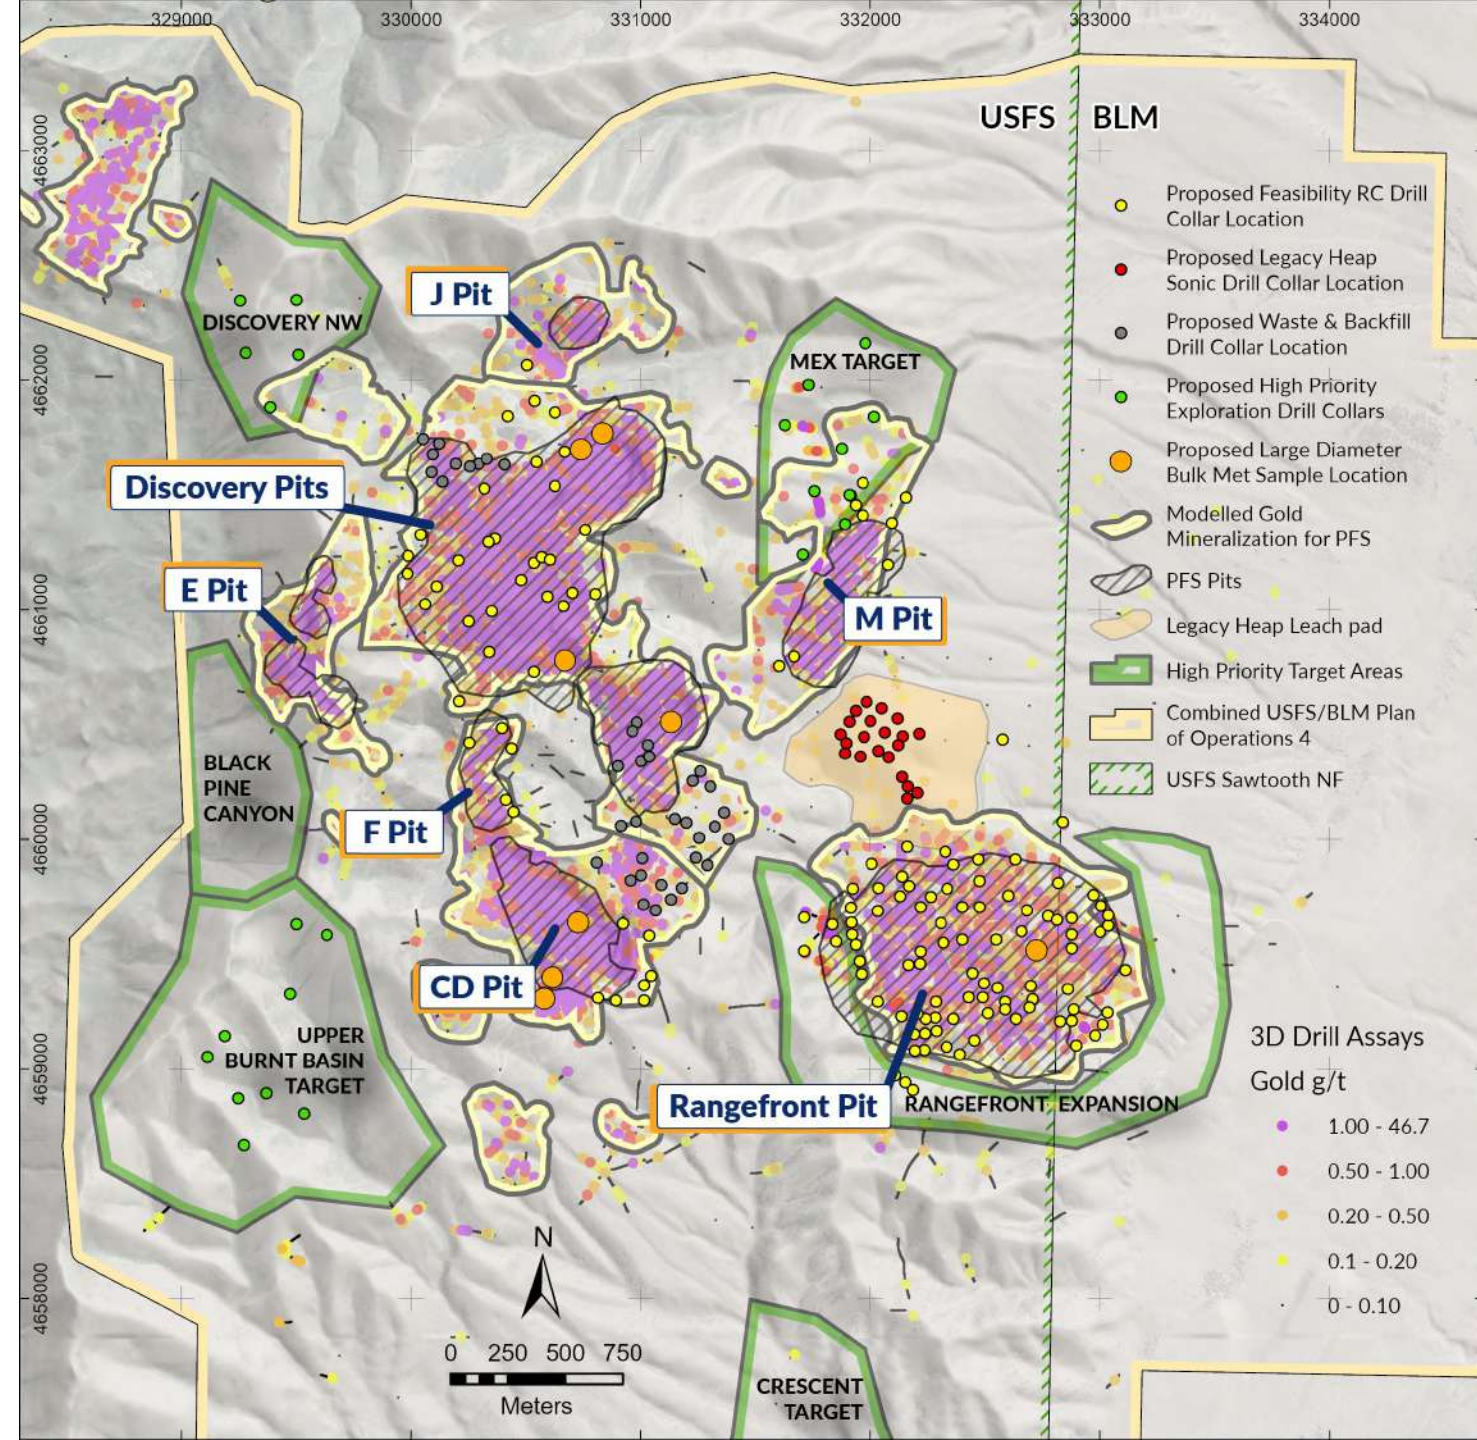 329000
330000
331000
332000
333000
334000
4663000
4662000
4661000
4660000
4659000
4658000
USFS
BLM
Proposed Feasibility RC Drill
Collar Location
Proposed Legacy Heap
Sonic Drill Collar Location
Proposed Waste & Backfill
Drill Collar Location
Proposed High Priority
Exploration Drill Collars
Proposed Large Diameter
Bulk Met Sample Location
Modelled Gold
Mineralization for PFS
PFS Pits
Legacy Heap Leach pad
High Priority Target Areas
Combined USFS/BLM Plan
of Operations 4
USFS Sawtooth NF
DISCOVERY NW
J Pit
MEX TARGET
Discovery Pits
E Pit
M Pit
BLACK
PINE
CANYON
F Pit
CD Pit
UPPER
BURNT BASIN
TARGET
Rangefront Pit
RANGEFRONT EXPANSION
3D Drill Assays
Gold g/t
1.00 - 46.7
0.50 - 1.00
0.20 - 0.50
0.1 - 0.20
0 - 0.10
N
0 250 500 750
Meters
CRESCENT
TARGET